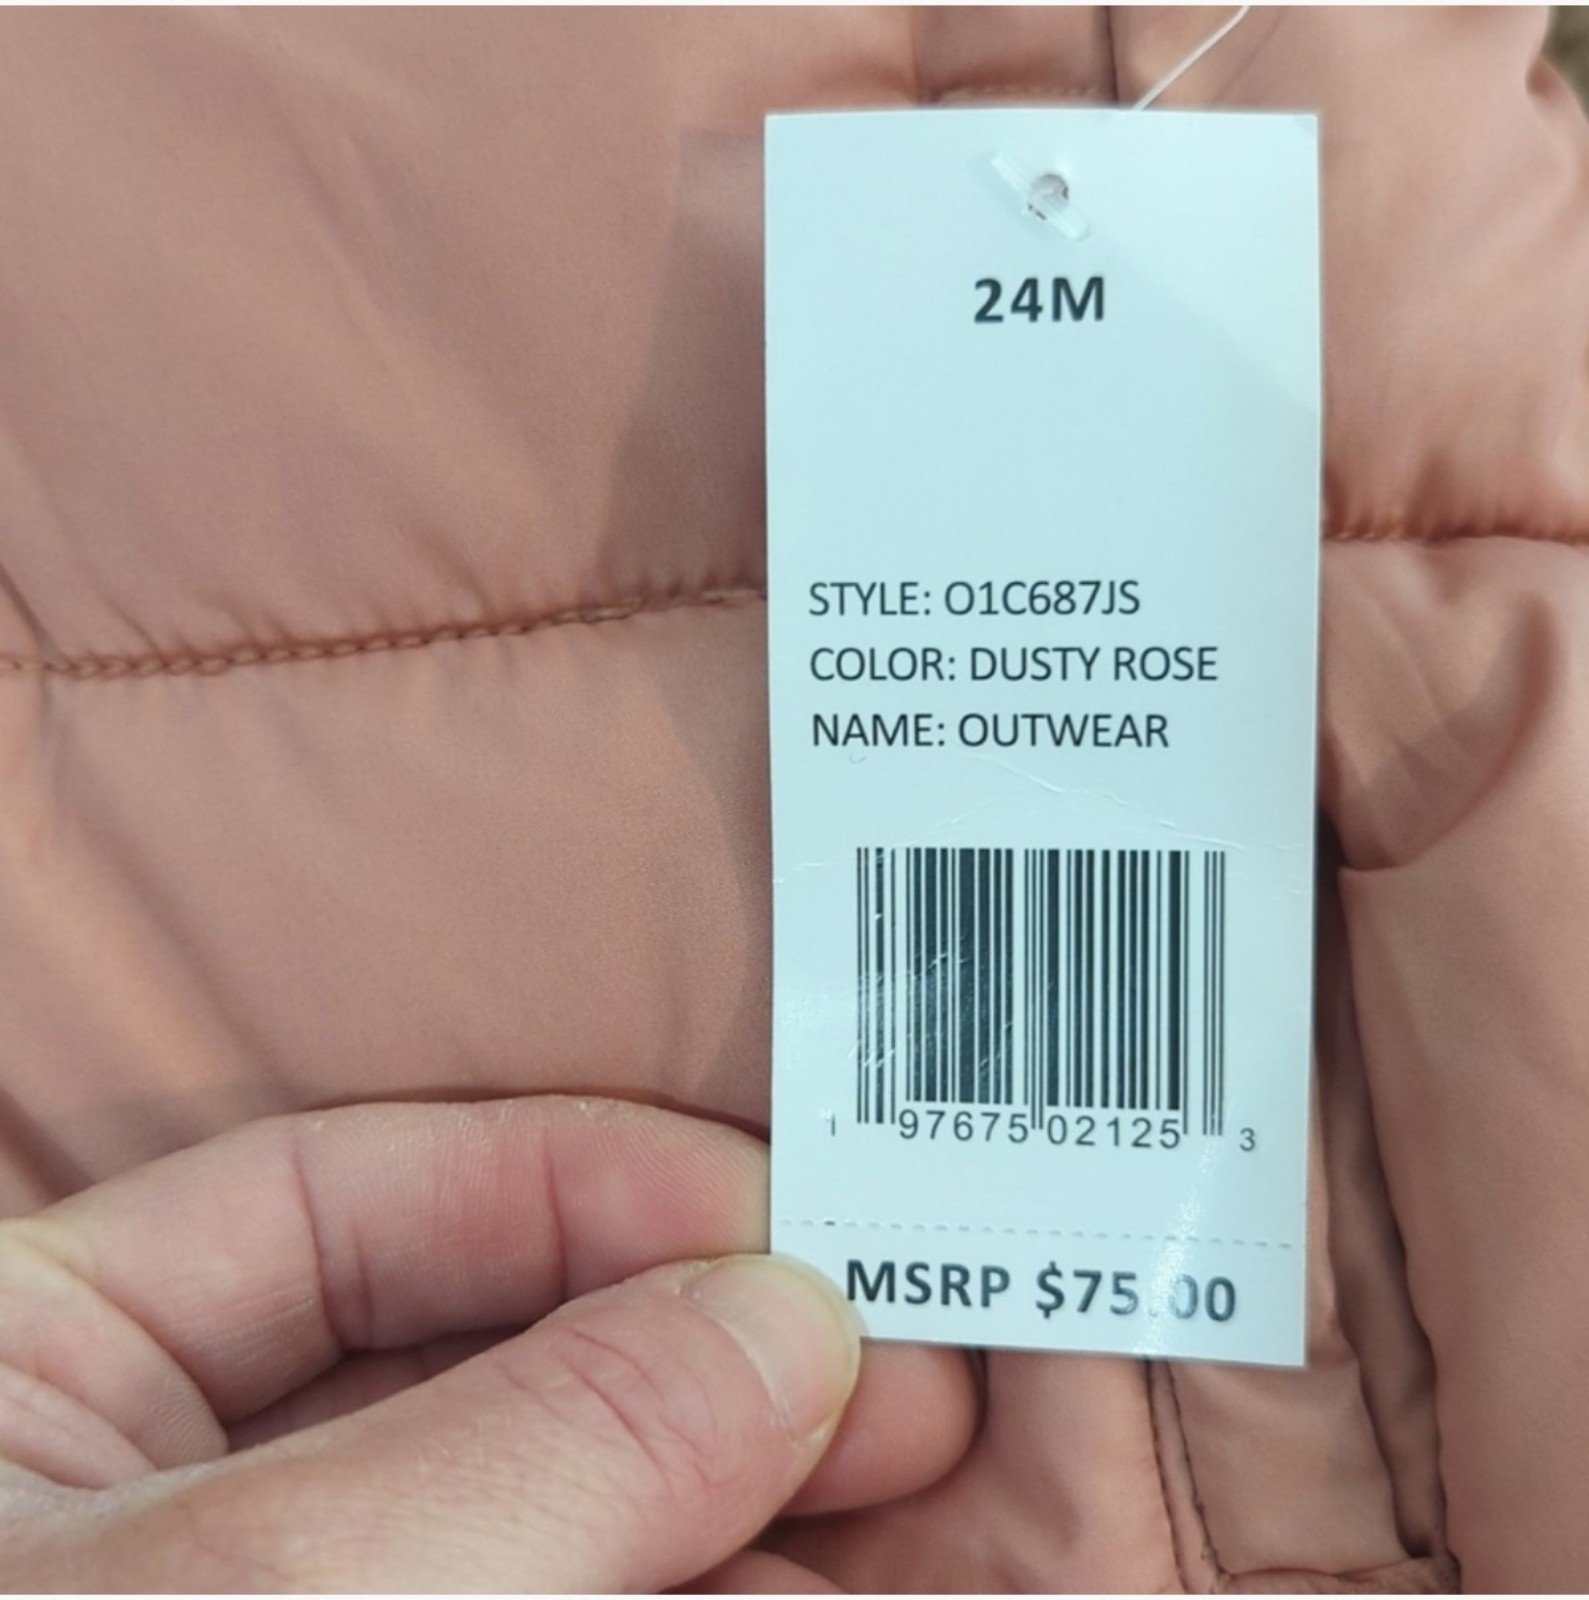 24M
STYLE: O1C687JS
COLOR: DUSTY ROSE
NAME: OUTWEAR
1 97675 02125 3
MSRP $75.00